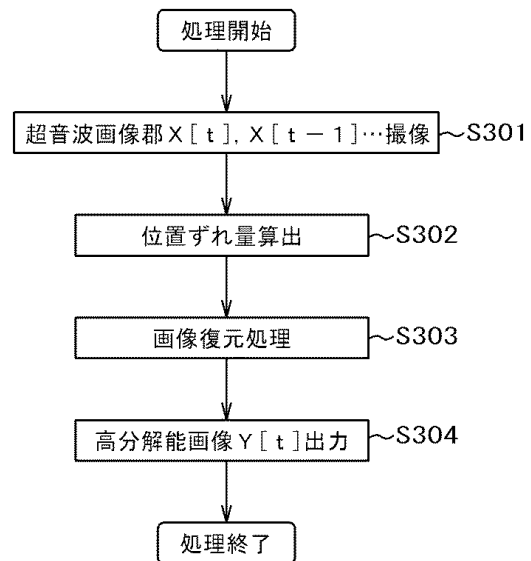 処理開始
超音波画像郡X[t],X[t-1]…撮像 S301
位置ずれ量算出 S302
画像復元処理 S303
高分解能画像Y[t]出力 S304
処理終了